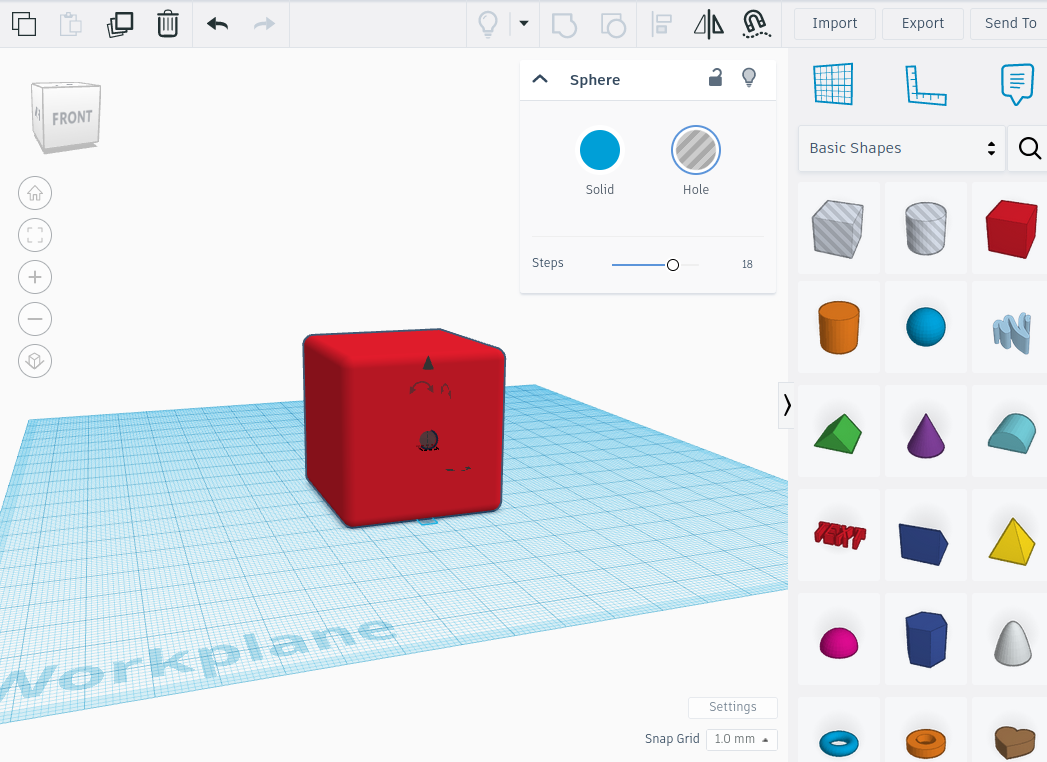 Import
Export
Send To
Sphere
FRONT
Basic Shapes
Solid
Hole
Steps
18
TEXT
Workplane
Settings
Snap Grid
1.0 mm